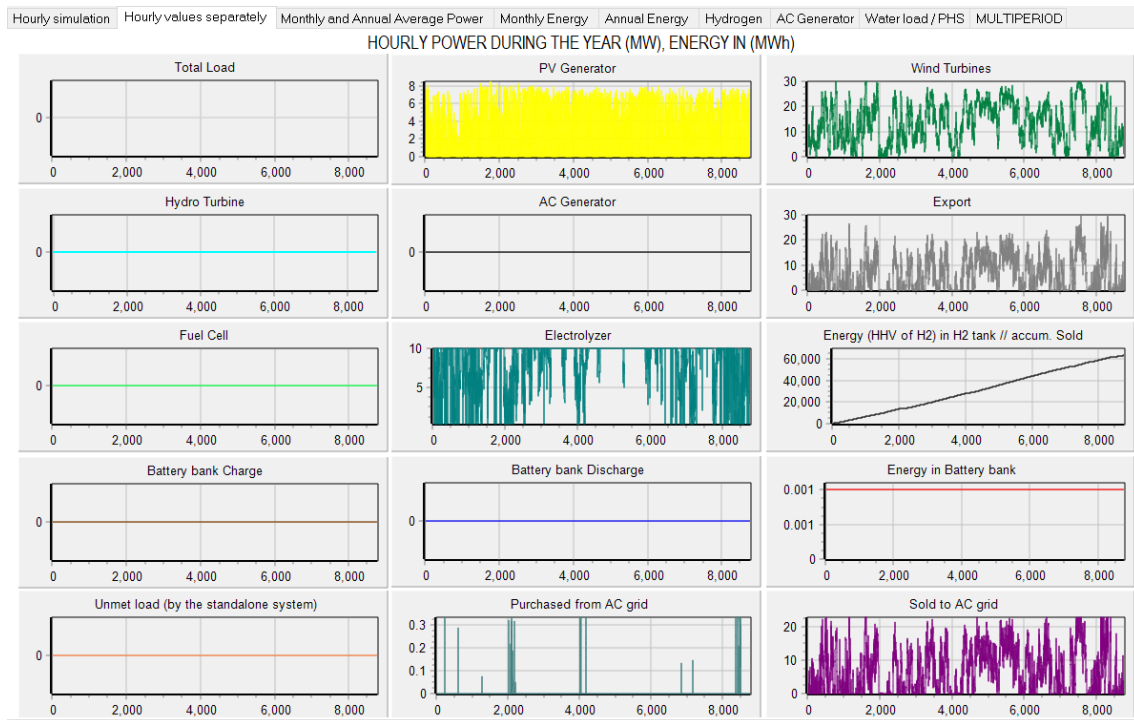 Hourly simulation Hourly values separately Monthly and Annual Average Power Monthly Energy Annual Energy Hydrogen AC Generator Water load / PHS MULTIPERIOD
HOURLY POWER DURING THE YEAR (MW), ENERGY IN (MWh)
Total Load
0
0 2,000 4,000 6,000 8,000
PV Generator
8
6
4
2
0
0 2,000 4,000 6,000 8,000
Wind Turbines
30
20
10
0
0 2,000 4,000 6,000 8,000
Hydro Turbine
0
0 2,000 4,000 6,000 8,000
AC Generator
0
0 2,000 4,000 6,000 8,000
Export
30
20
10
0
0 2,000 4,000 6,000 8,000
Fuel Cell
0
0 2,000 4,000 6,000 8,000
Electrolyzer
10
5
0 2,000 4,000 6,000 8,000
Energy (HHV of H2) in H2 tank // accum. Sold
60,000
40,000
20,000
0
0 2,000 4,000 6,000 8,000
Battery bank Charge
0
0 2,000 4,000 6,000 8,000
Battery bank Discharge
0
0 2,000 4,000 6,000 8,000
Energy in Battery bank
0.001
0.001
0
0 2,000 4,000 6,000 8,000
Unmet load (by the standalone system)
0
0 2,000 4,000 6,000 8,000
Purchased from AC grid
0.3
0.2
0.1
0
0 2,000 4,000 6,000 8,000
Sold to AC grid
20
10
0
0 2,000 4,000 6,000 8,000